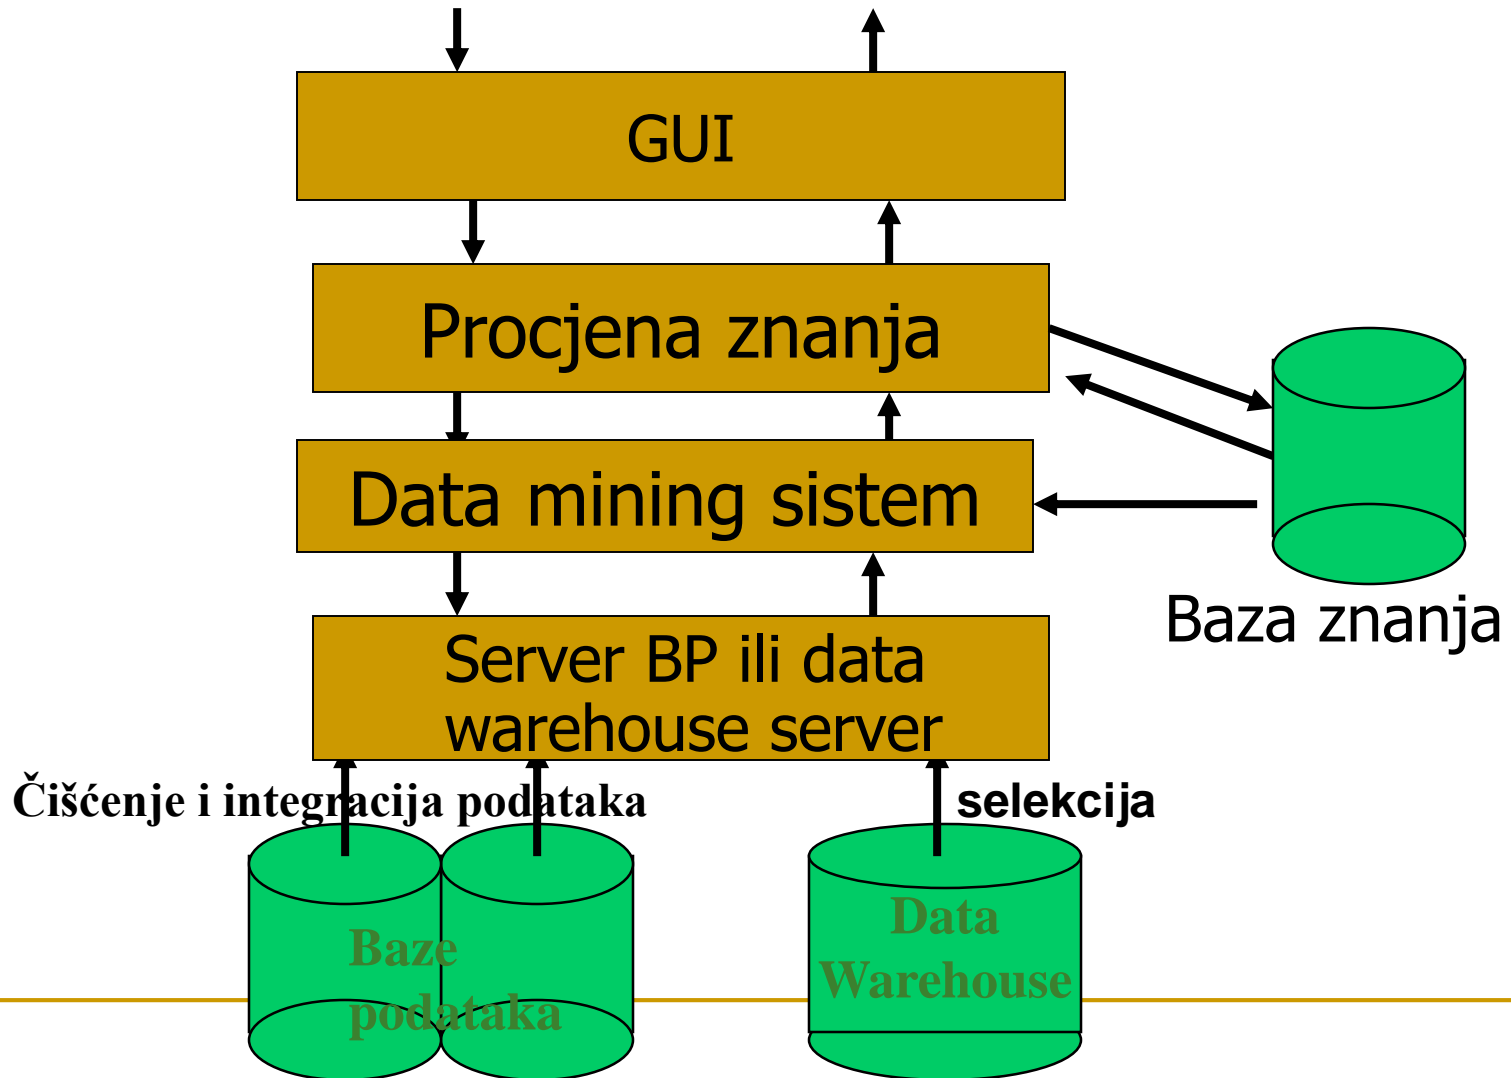 GUI
Procjena znanja
Data mining sistem
Baza znanja
Server BP ili data
warehouse server
Čišćenje i integracija podataka
selekcija
Baze
podataka
Data
Warehouse